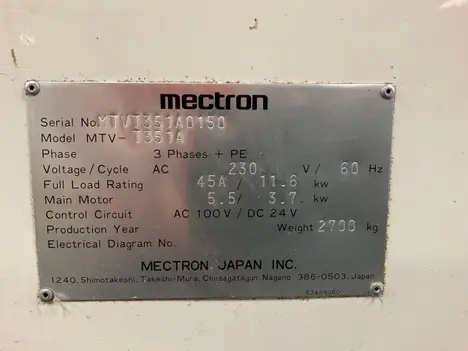 mectron
Serial No. MTVT351A0150
Model MTV-T351A
Phase 3 Phases + PE
Voltage/Cycle AC 230 V/ 60 Hz
Full Load Rating 45A / 11.6 kw
Main Motor 5.5/ 3.7 kw
Control Circuit AC 100V/DC 24V
Production Year Weight 2700 kg
Electrical Diagram No.
MECTRON JAPAN INC.
1240, Shimotakeshi, Takeshi-Mura, Chiisagatagun, Nagano 386-0503, Japan